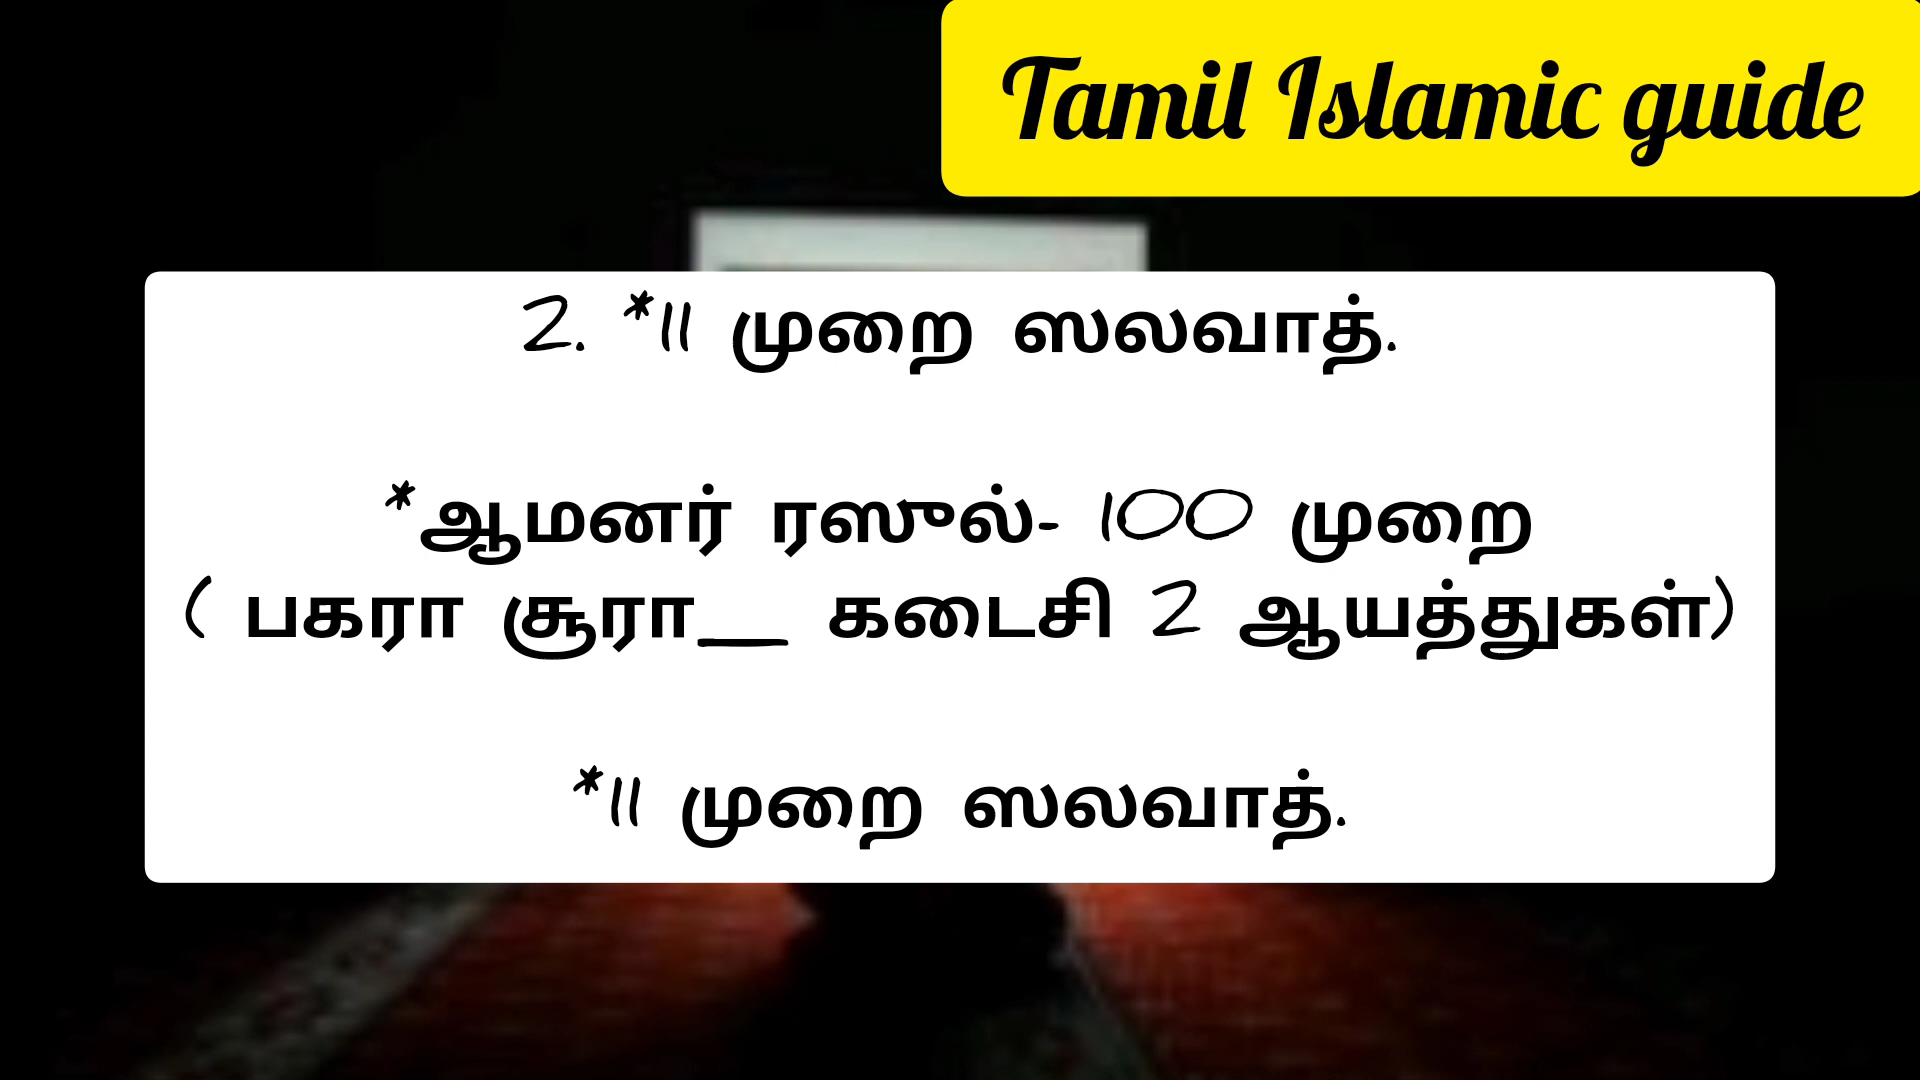 Tamil Islamic guide
2. *11 முறை ஸலவாத்.
*ஆமனர் ரஸுல்- 100 முறை
( பகரா சூரா__ கடைசி 2 ஆயத்துகள்)
*11 முறை ஸலவாத்.